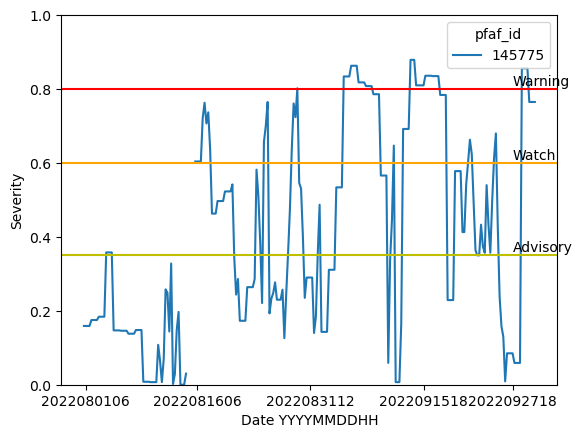 1.0
pfaf_id
145775
Warning
0.8
Watch
0.6
Severity
0.4
Advisory
0.2
0.0
2022080106 2022081606 2022083112 2022091518 2022092718
Date YYYYMMDDHH